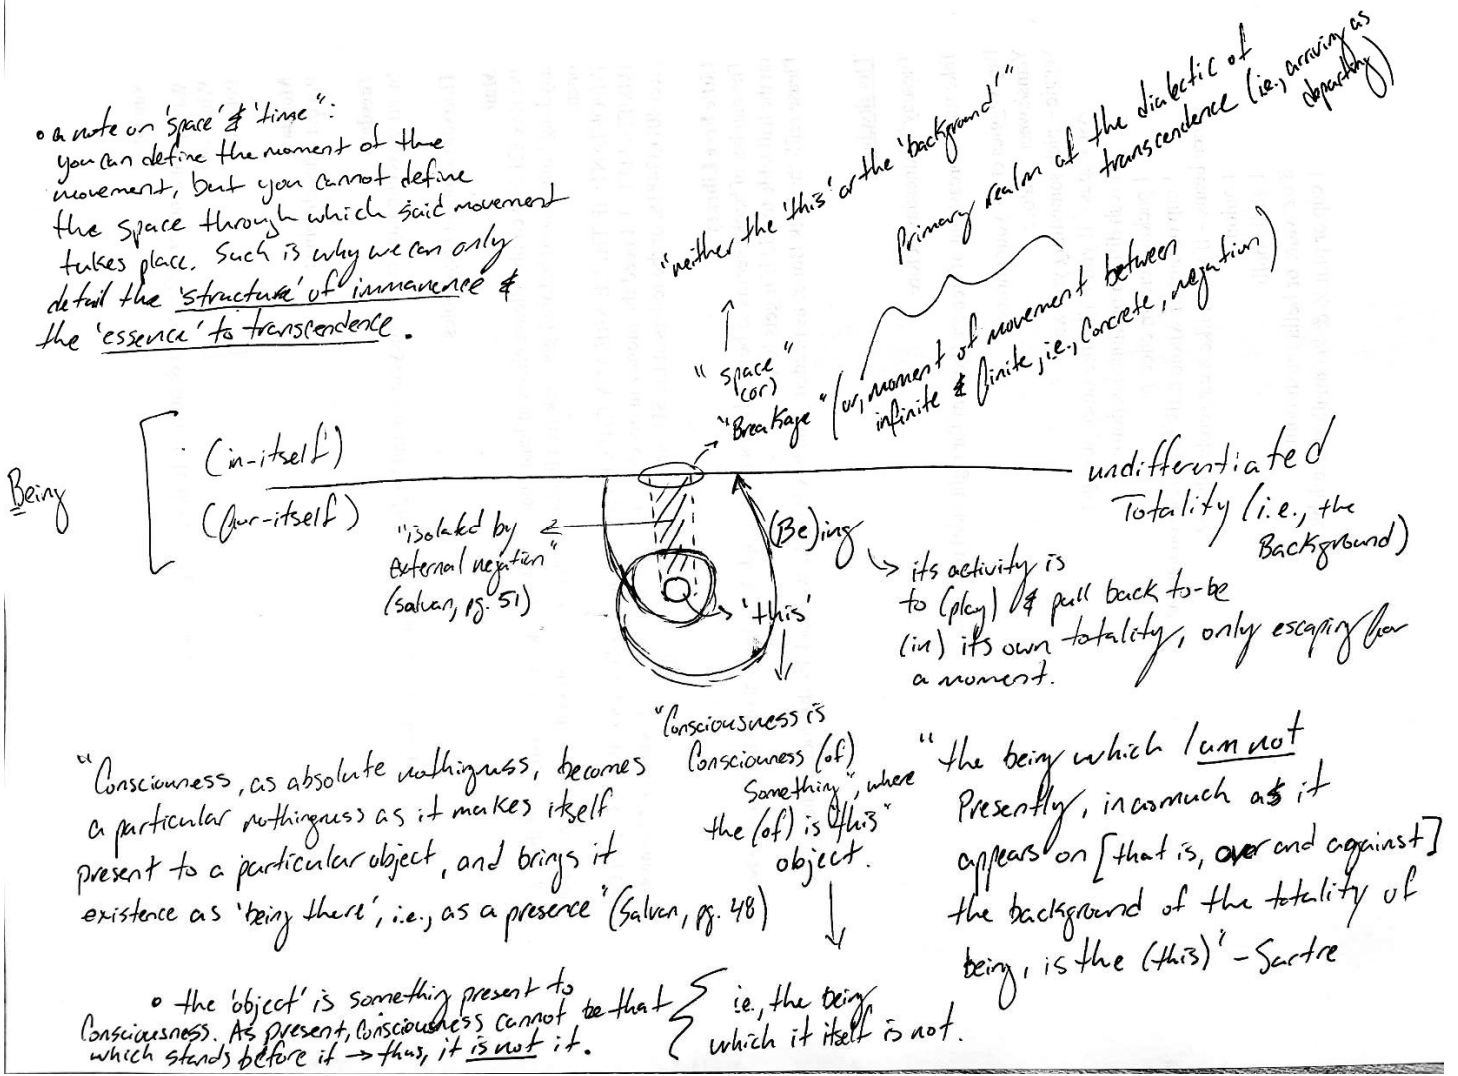 • a note on 'space' & 'time":
you can define the moment of the
movement, but you cannot define
the space through which said movement
takes place. Such is why we can only
detail the 'structure' of immanence &
the 'essence' to transcendence.
"neither the 'this' or the 'background'"
Primary realm of the dialectic of
transcendence (i.e., arriving as
departing)
"space"
(or)
"Breakage" (or, moment of movement between
infinite & finite, i.e., Concrete, negation)
Being
(in-itself)
(for-itself)
undifferentiated
Totality (i.e., the
Background)
"isolated by
external negation"
(Salvan, pg. 51)
'this'
(Be)ing
its activity is
to (play) & pull back to-be
(in) its own totality, only escaping for
a moment.
"Consciousness is
Consciousness (of)
Something", where
the (of) is "this"
object.
"Consciousness, as absolute nothingness, becomes
a particular nothingness as it makes itself
present to a particular object, and brings it
existence as 'being there', i.e., as a presence" (Salvan, pg. 48)
"the being which I am not
Presently, in as much as it
appears on [that is, over and against]
the background of the totality of
being, is the (this)" - Sartre
• the 'object' is something present to
Consciousness. As present, Consciousness cannot be that
which stands before it → thus, it is not it.
i.e., the being
which it itself is not.